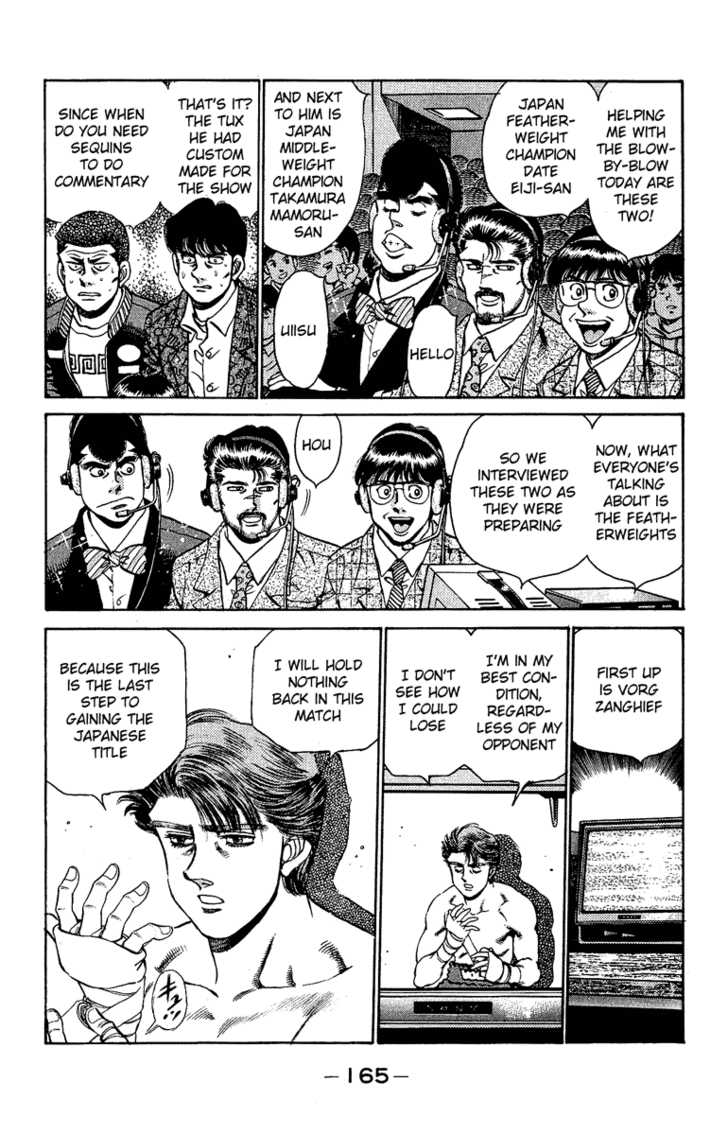 HELPING
ME WITH
THE BLOW-
BY-BLOW
TODAY ARE
THESE
TWO!
JAPAN
FEATHER-
WEIGHT
CHAMPION
DATE
EIJI-SAN
HELLO
AND NEXT
TO HIM IS
JAPAN
MIDDLE-
WEIGHT
CHAMPION
TAKAMURA
MAMORU-
SAN
UIISU
THAT'S IT?
THE TUX
HE HAD
CUSTOM
MADE FOR
THE SHOW
SINCE WHEN
DO YOU NEED
SEQUINS
TO DO
COMMENTARY
NOW, WHAT
EVERYONE'S
TALKING
ABOUT IS
THE FEATH-
ERWEIGHTS
SO WE
INTERVIEWED
THESE TWO AS
THEY WERE
PREPARING
HOU
FIRST UP
IS VORG
ZANGHIEF
I'M IN MY
BEST CON-
DITION,
REGARD-
LESS OF MY
OPPONENT
I DON'T
SEE HOW
I COULD
LOSE
I WILL HOLD
NOTHING
BACK IN THIS
MATCH
BECAUSE THIS
IS THE LAST
STEP TO
GAINING THE
JAPANESE
TITLE
キュッ
— 165 —